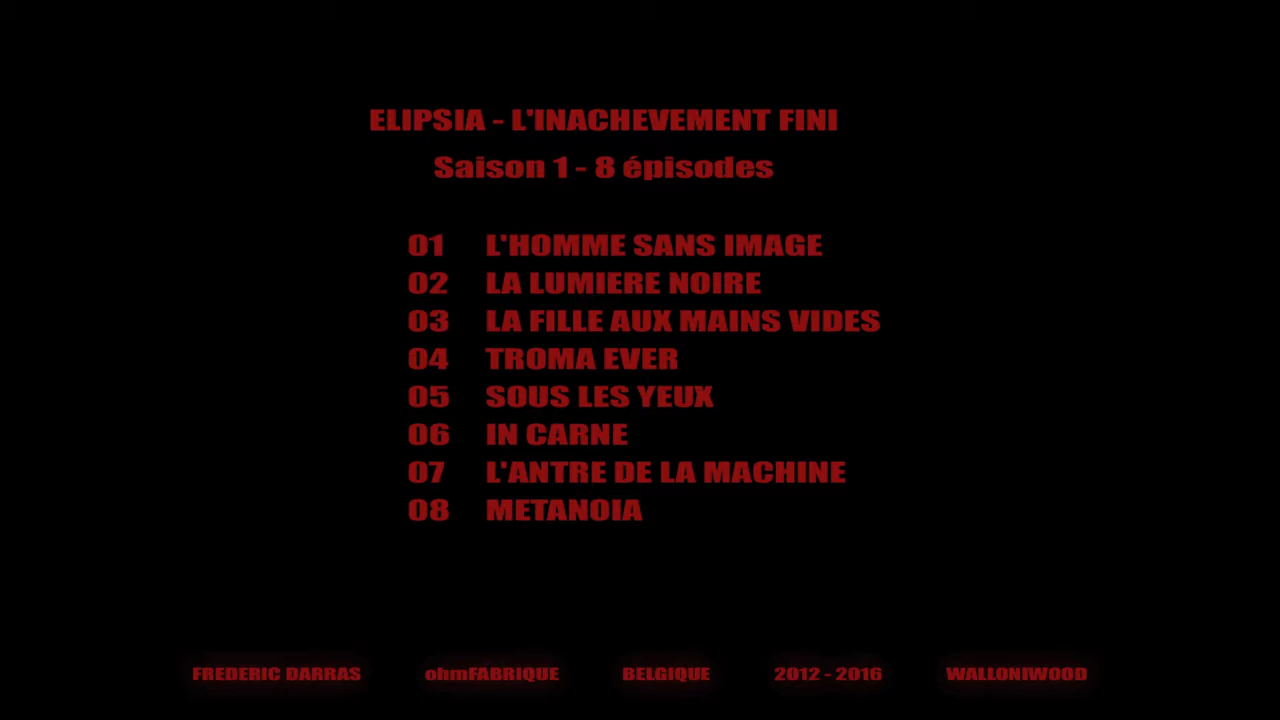 ELIPSIA - L'INACHEVEMENT FINI
Saison 1 - 8 épisodes
01 L'HOMME SANS IMAGE
02 LA LUMIERE NOIRE
03 LA FILLE AUX MAINS VIDES
04 TROMA EVER
05 SOUS LES YEUX
06 IN CARNE
07 L'ANTRE DE LA MACHINE
08 METANOIA
FREDERIC DARRAS ohmFABRIQUE BELGIQUE 2012 - 2016 WALLONIWOOD